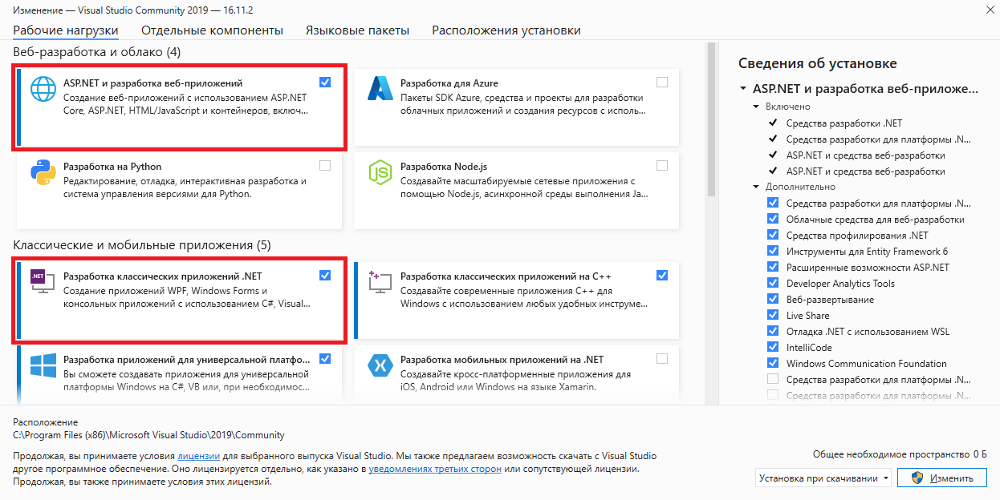 Изменение — Visual Studio Community 2019 — 16.11.2
Рабочие нагрузки
Отдельные компоненты
Языковые пакеты
Расположения установки
Веб-разработка и облако (4)
ASP.NET и разработка веб-приложений
Создание веб-приложений с использованием ASP.NET
Core, ASP.NET, HTML/JavaScript и контейнеров, включ...
Разработка для Azure
Пакеты SDK Azure, средства и проекты для разработки
облачных приложений и создания ресурсов с исполь...
Разработка на Python
Редактирование, отладка, интерактивная разработка и
система управления версиями для Python.
JS
Разработка Node.js
Создавайте масштабируемые сетевые приложения с
помощью Node.js, асинхронной среды выполнения Ja...
Классические и мобильные приложения (5)
.NET
Разработка классических приложений .NET
Создание приложений WPF, Windows Forms и
консольных приложений с использованием C#, Visual...
Разработка классических приложений на C++
Создавайте современные приложения C++ для
Windows с использованием любых удобных инструме...
Разработка приложений для универсальной платфо...
Вы сможете создавать приложения для универсальной
платформы Windows на C#, VB или, при необходимос...
Разработка мобильных приложений на .NET
Создавайте кросс-платформенные приложения для
iOS, Android или Windows на языке Xamarin.
Сведения об установке
ASP.NET и разработка веб-приложе...
Включено
Средства разработки .NET
Средства разработки для платформы .N...
ASP.NET и средства веб-разработки
ASP.NET и средства веб-разработки
Дополнительно
Средства разработки для платформы .N...
Облачные средства для веб-разработки
Средства профилирования .NET
Инструменты для Entity Framework 6
Расширенные возможности ASP.NET
Developer Analytics Tools
Веб-развертывание
Live Share
Отладка .NET с использованием WSL
IntelliCode
Windows Communication Foundation
Средства разработки для платформы .N...
Средства разработки для платформы .N...
Расположение
C:\Program Files (x86)\Microsoft Visual Studio\2019\Community
Продолжая, вы принимаете условия лицензии для выбранного выпуска Visual Studio. Мы также предлагаем возможность скачать с Visual Studio
другое программное обеспечение. Оно лицензируется отдельно, как указано в уведомлениях третьих сторон или сопутствующей лицензии.
Продолжая, вы также принимаете условия этих лицензий.
Общее необходимое пространство 0 Б
Установка при скачивании
Изменить